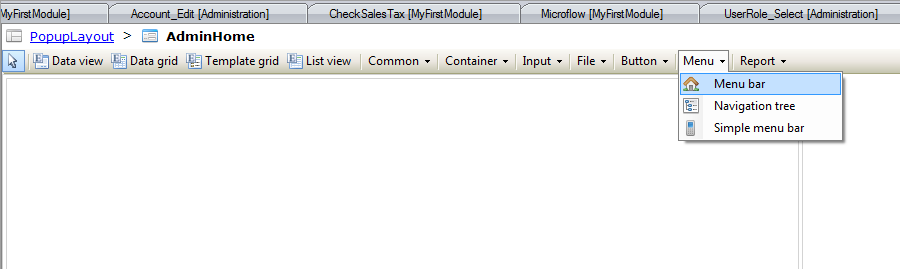 MyFirstModule] Account_Edit [Administration] CheckSalesTax [MyFirstModule] Microflow [MyFirstModule] UserRole_Select [Administration]
PopupLayout > AdminHome
Data view Data grid Template grid List view Common Container Input File Button Menu Report
Menu bar
Navigation tree
Simple menu bar